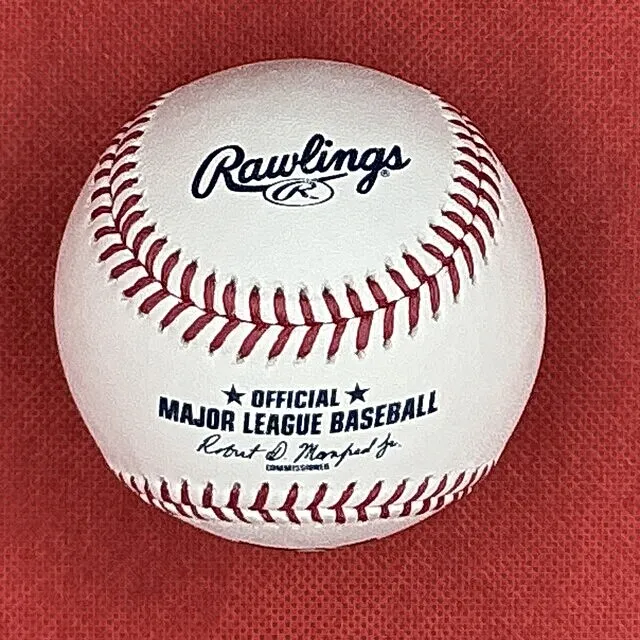 Rawlings®
R
★ OFFICIAL ★
MAJOR LEAGUE BASEBALL
Robert D. Manfred Jr.
COMMISSIONER